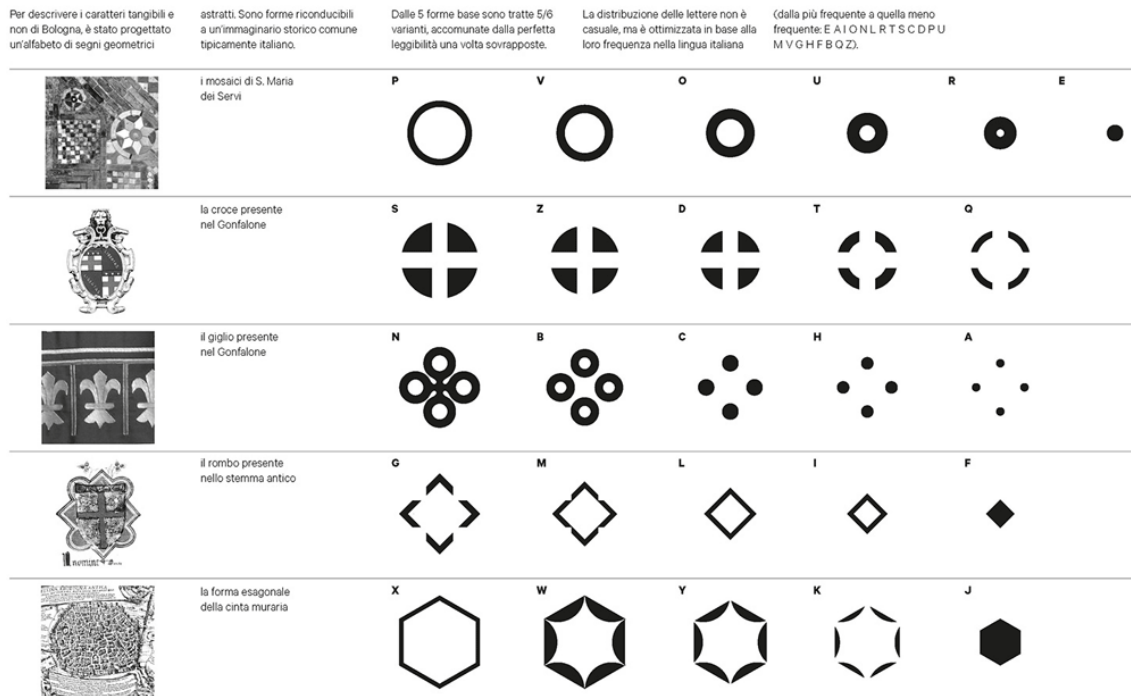 Per descrivere i caratteri tangibili e
non di Bologna, è stato progettato
un'alfabeto di segni geometrici
astratti. Sono forme riconducibili
a un'immaginario storico comune
tipicamente italiano.
Dalle 5 forme base sono tratte 5/6
varianti, accomunate dalla perfetta
leggibilità una volta sovrapposte.
La distribuzione delle lettere non è
casuale, ma è ottimizzata in base alla
loro frequenza nella lingua italiana
(dalla più frequente a quella meno
frequente: E A I O N L R T S C D P U
M V G H F B Q Z).
i mosaici di S. Maria
dei Servi
P V O U R E
la croce presente
nel Gonfalone
S Z D T Q
il giglio presente
nel Gonfalone
N B C H A
il rombo presente
nello stemma antico
G M L I F
la forma esagonale
della cinta muraria
X W Y K J